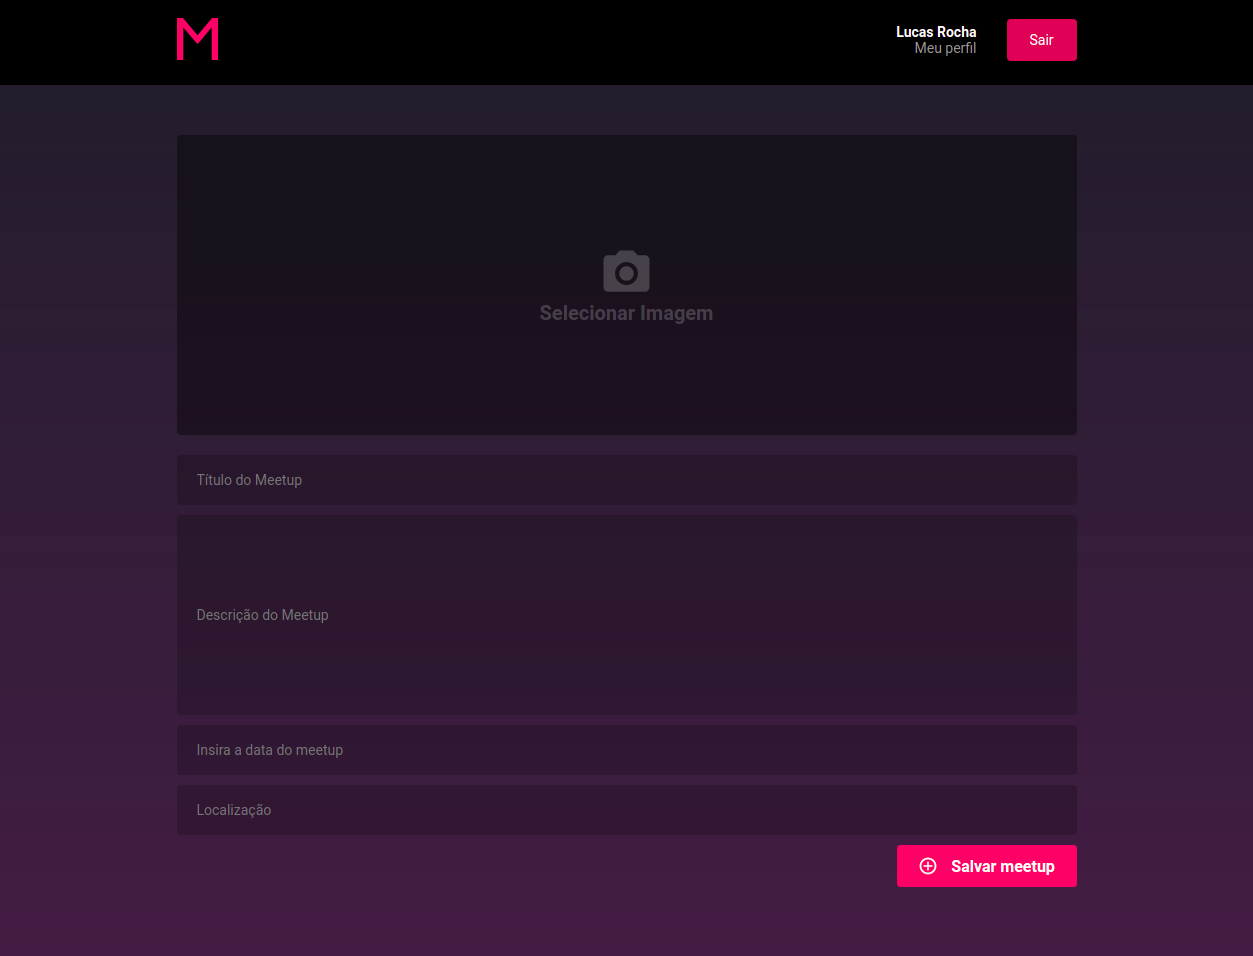 M
Lucas Rocha
Meu perfil
Sair
Selecionar Imagem
Título do Meetup
Descrição do Meetup
Insira a data do meetup
Localização
Salvar meetup